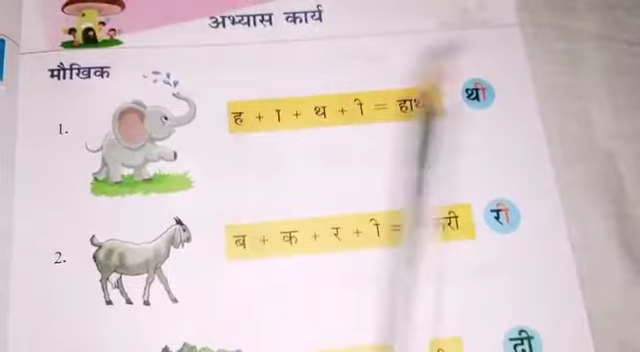 अभ्यास कार्य
मौखिक
1. ह + ा + थ + ी = थी
2. ब + क + र + ी = री
दी